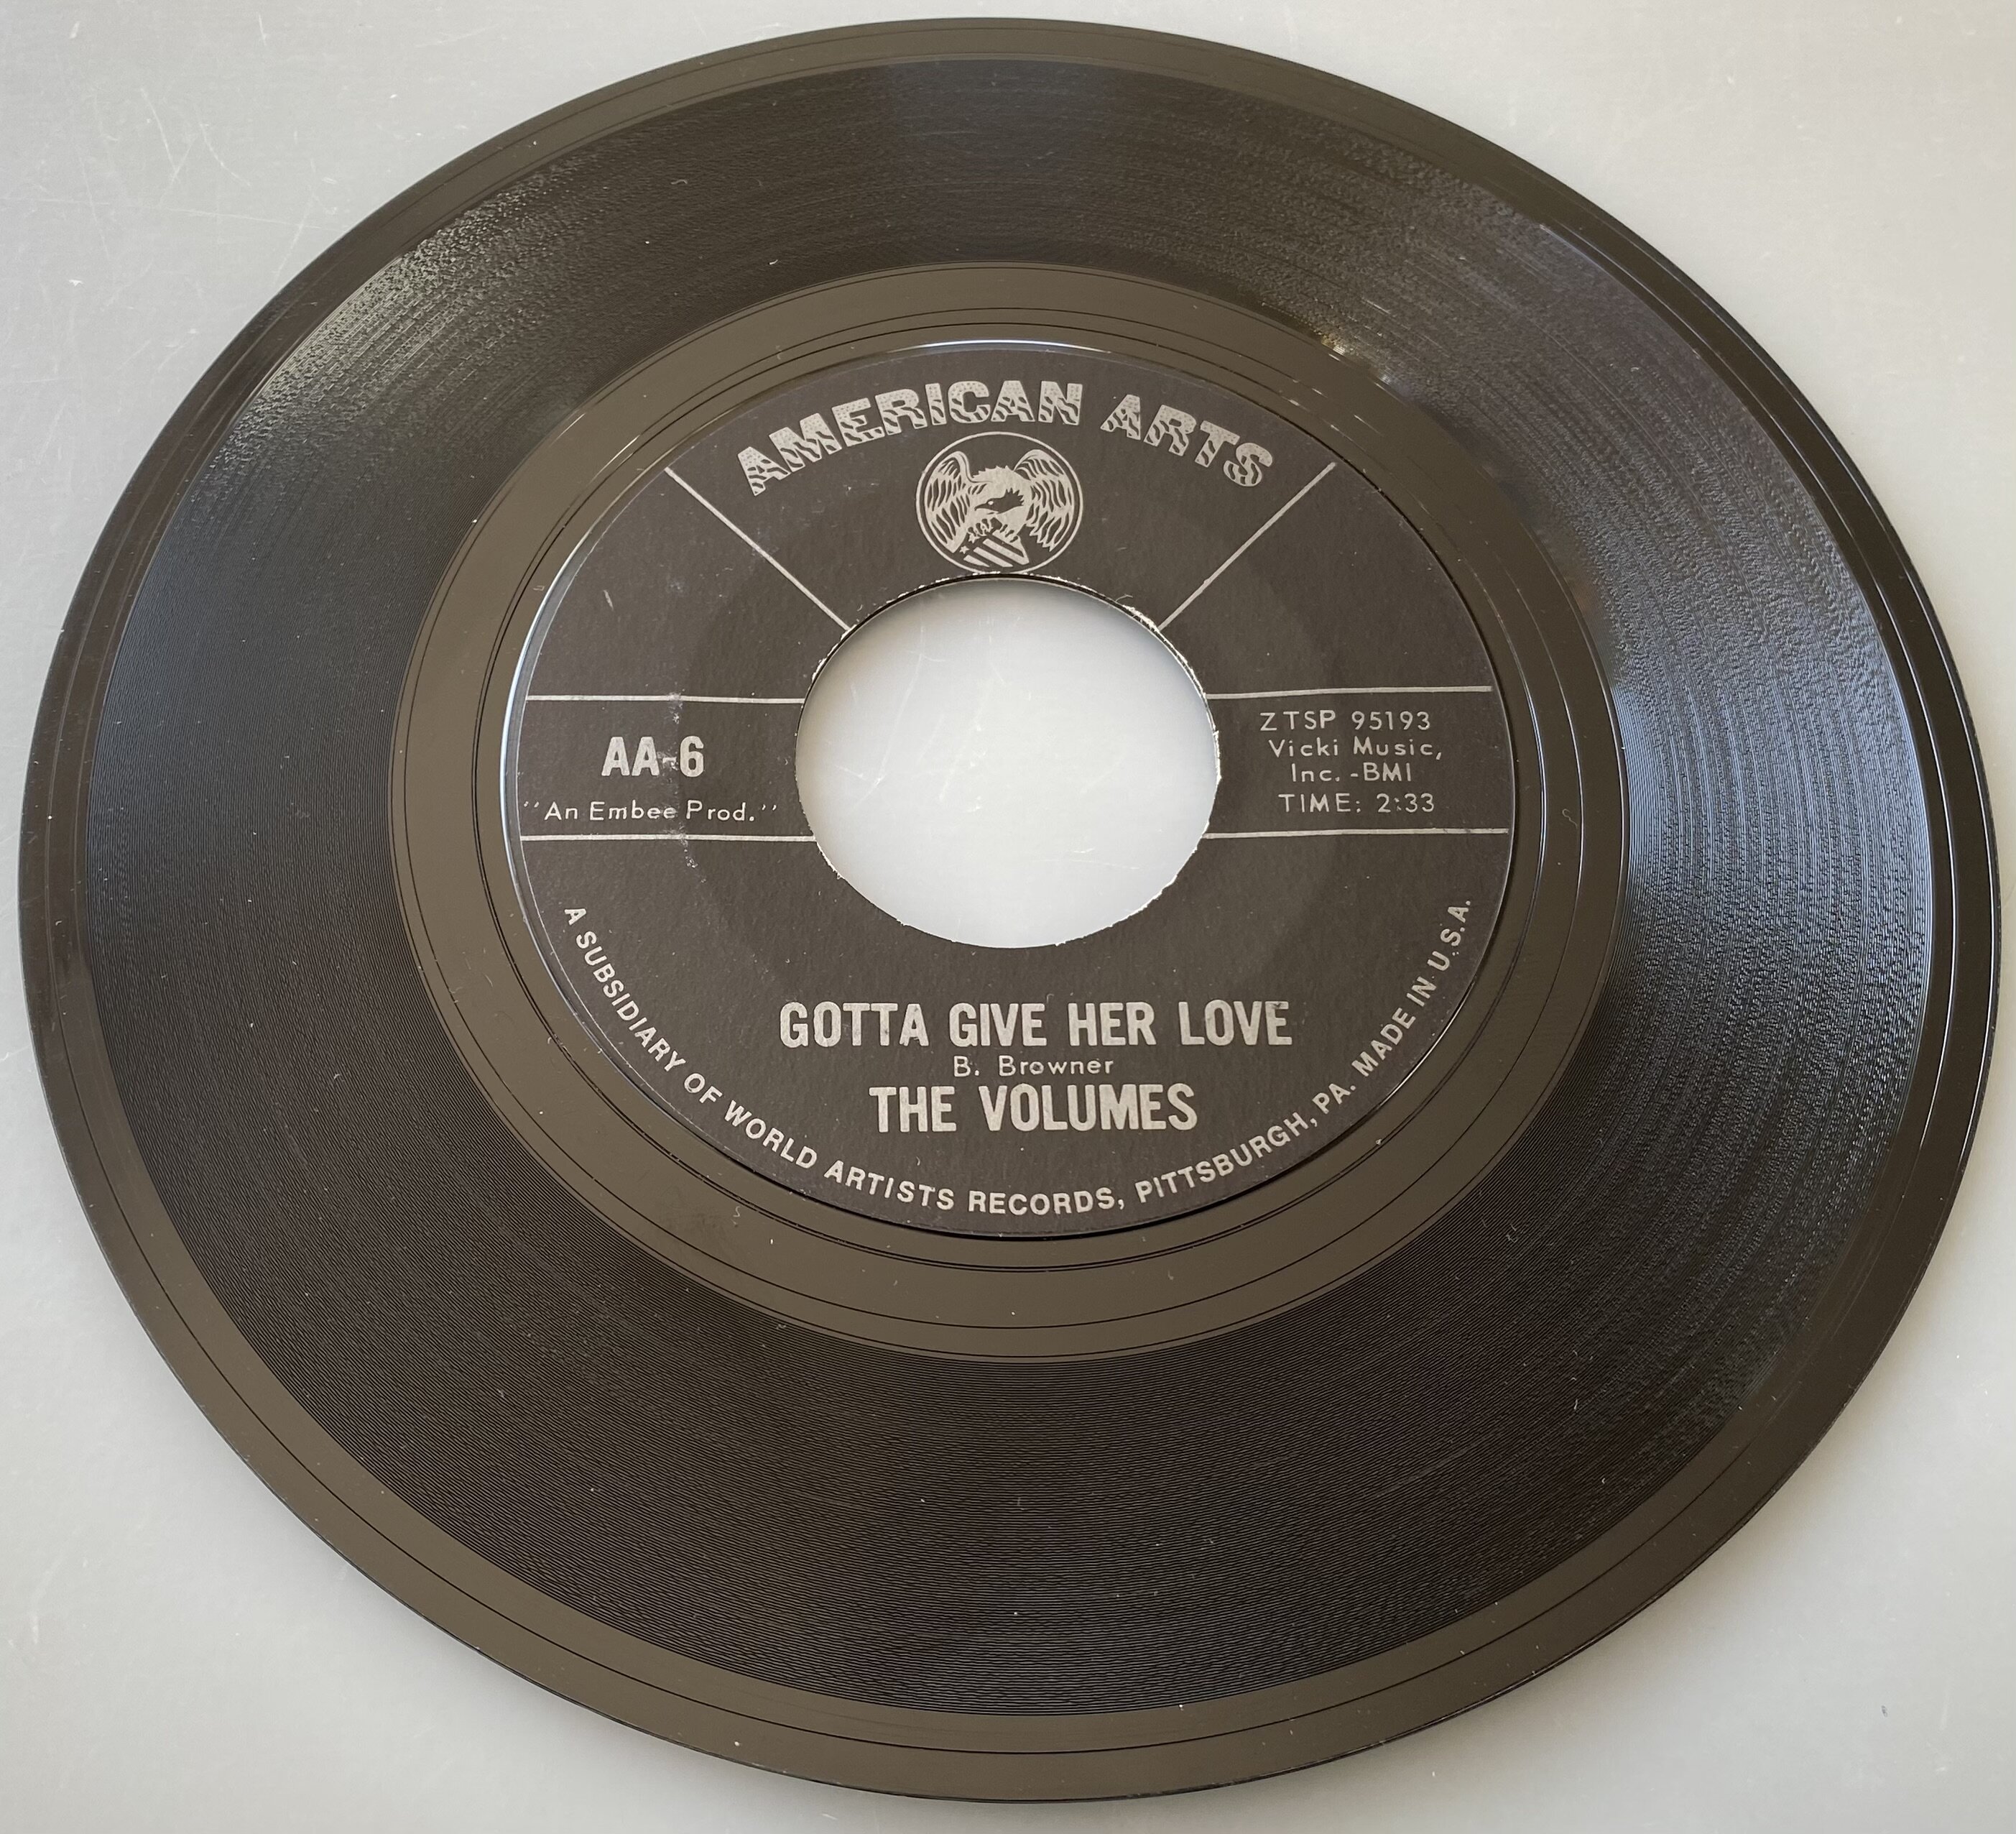 AMERICAN ARTS
AA-6
"An Embee Prod."
ZTSP 95193
Vicki Music,
Inc. -BMI
TIME: 2:33
GOTTA GIVE HER LOVE
B. Browner
THE VOLUMES
A SUBSIDIARY OF WORLD ARTISTS RECORDS, PITTSBURGH, PA. MADE IN U.S.A.